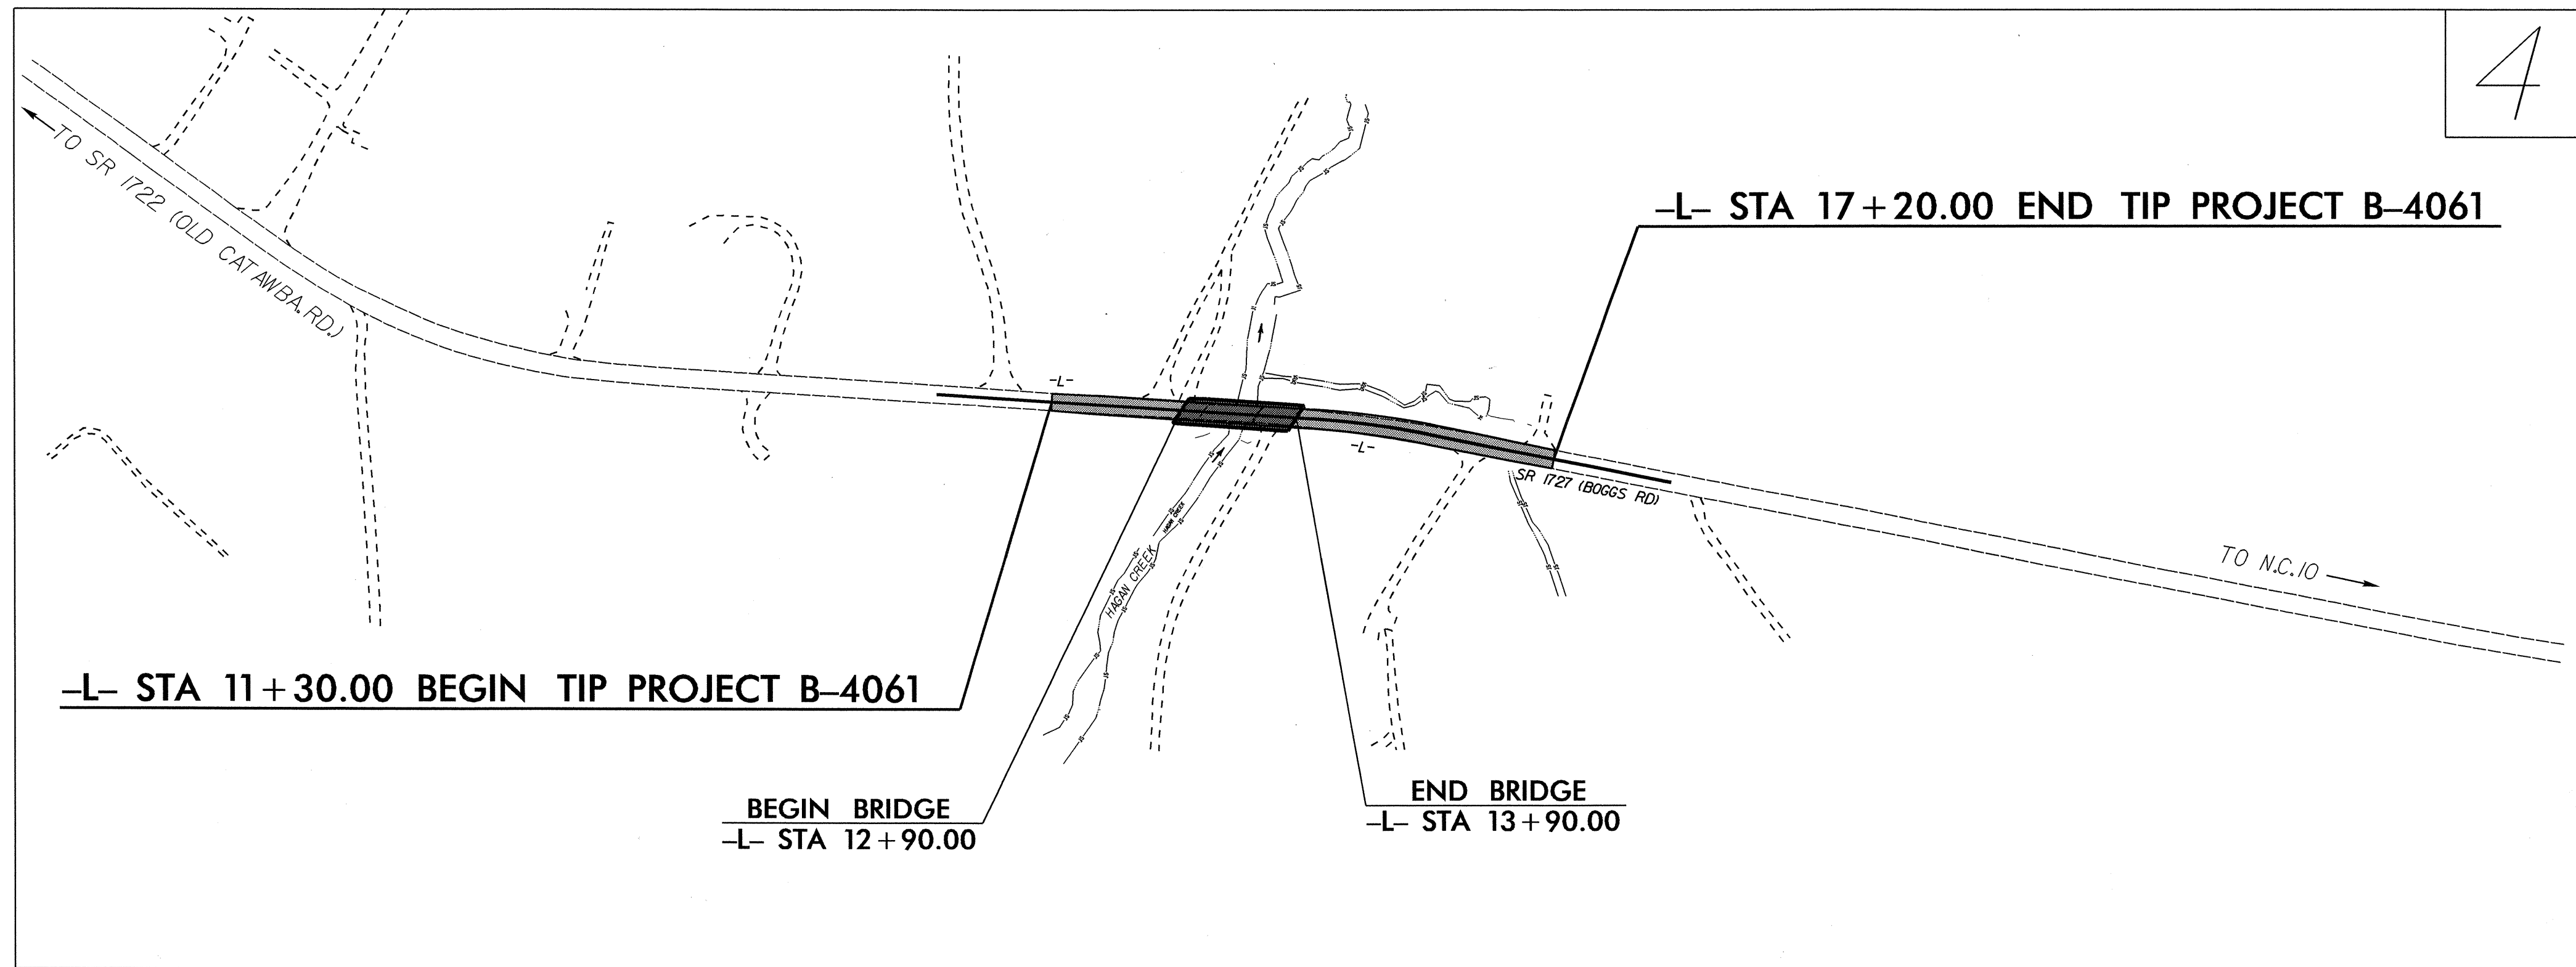 4
TO SR 1722 (OLD CATAWBA RD.)
-L- STA 17+20.00 END TIP PROJECT B-4061
-L-
-L-
SR 1727 (BOGGS RD)
HAGAN CREEK
HAGAN CREEK
TO N.C. 10
-L- STA 11+30.00 BEGIN TIP PROJECT B-4061
BEGIN BRIDGE
-L- STA 12+90.00
END BRIDGE
-L- STA 13+90.00